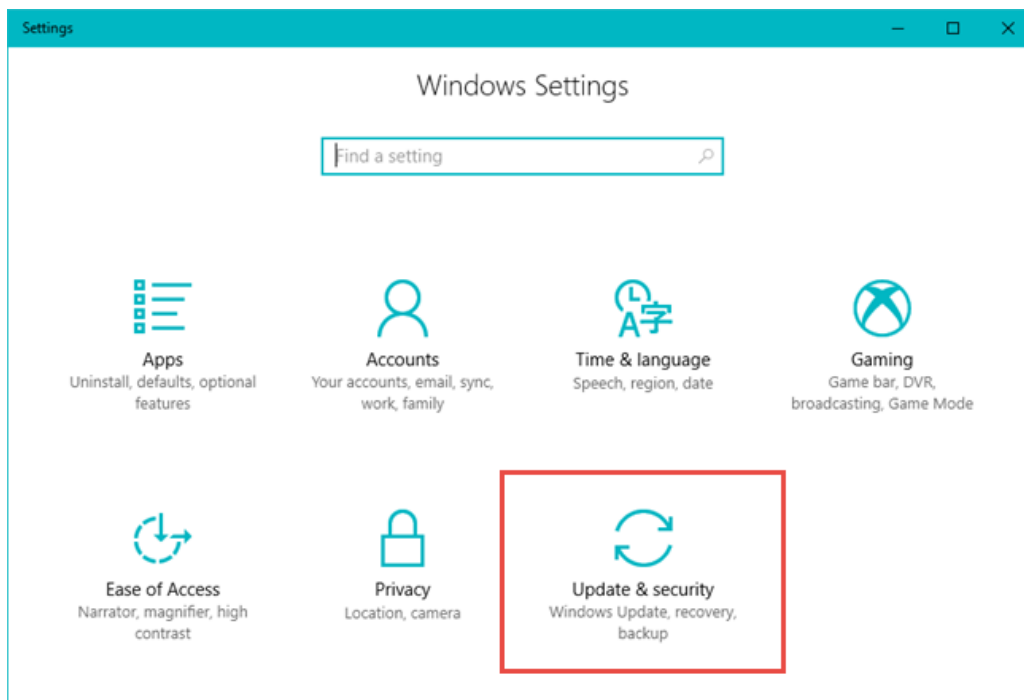 Settings
Windows Settings
Find a setting
Apps
Uninstall, defaults, optional
features
Accounts
Your accounts, email, sync,
work, family
Time & language
Speech, region, date
Gaming
Game bar, DVR,
broadcasting, Game Mode
Ease of Access
Narrator, magnifier, high
contrast
Privacy
Location, camera
Update & security
Windows Update, recovery,
backup